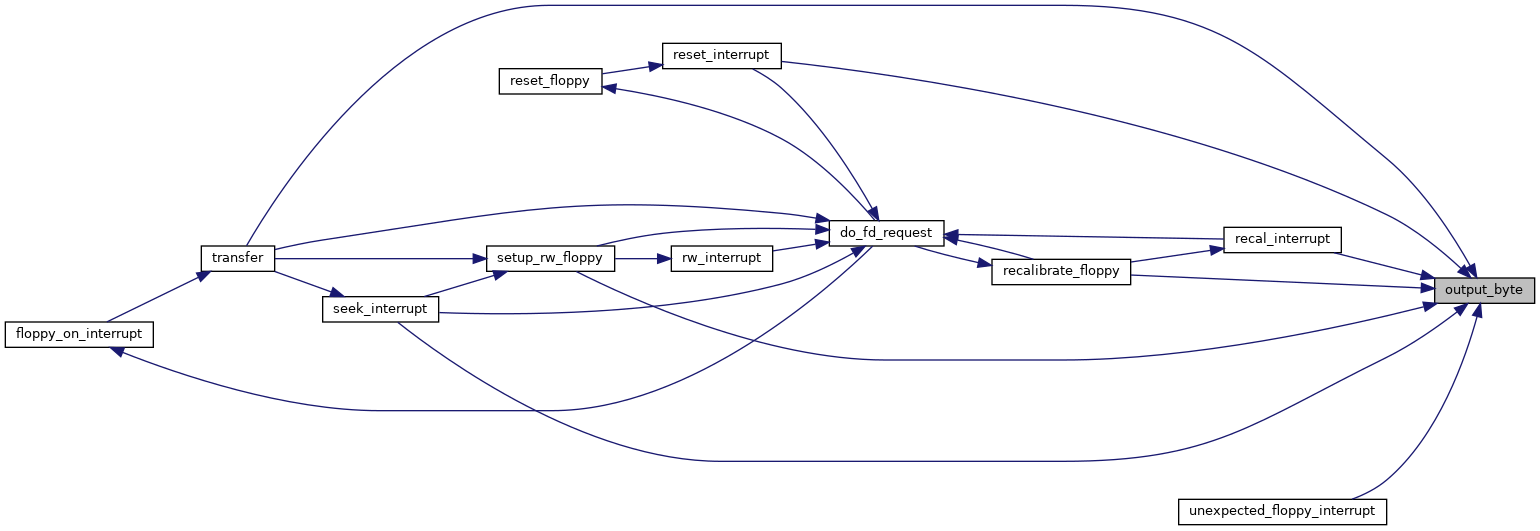 reset_interrupt
reset_floppy
do_fd_request
recal_interrupt
transfer
setup_rw_floppy
rw_interrupt
recalibrate_floppy
output_byte
seek_interrupt
floppy_on_interrupt
unexpected_floppy_interrupt